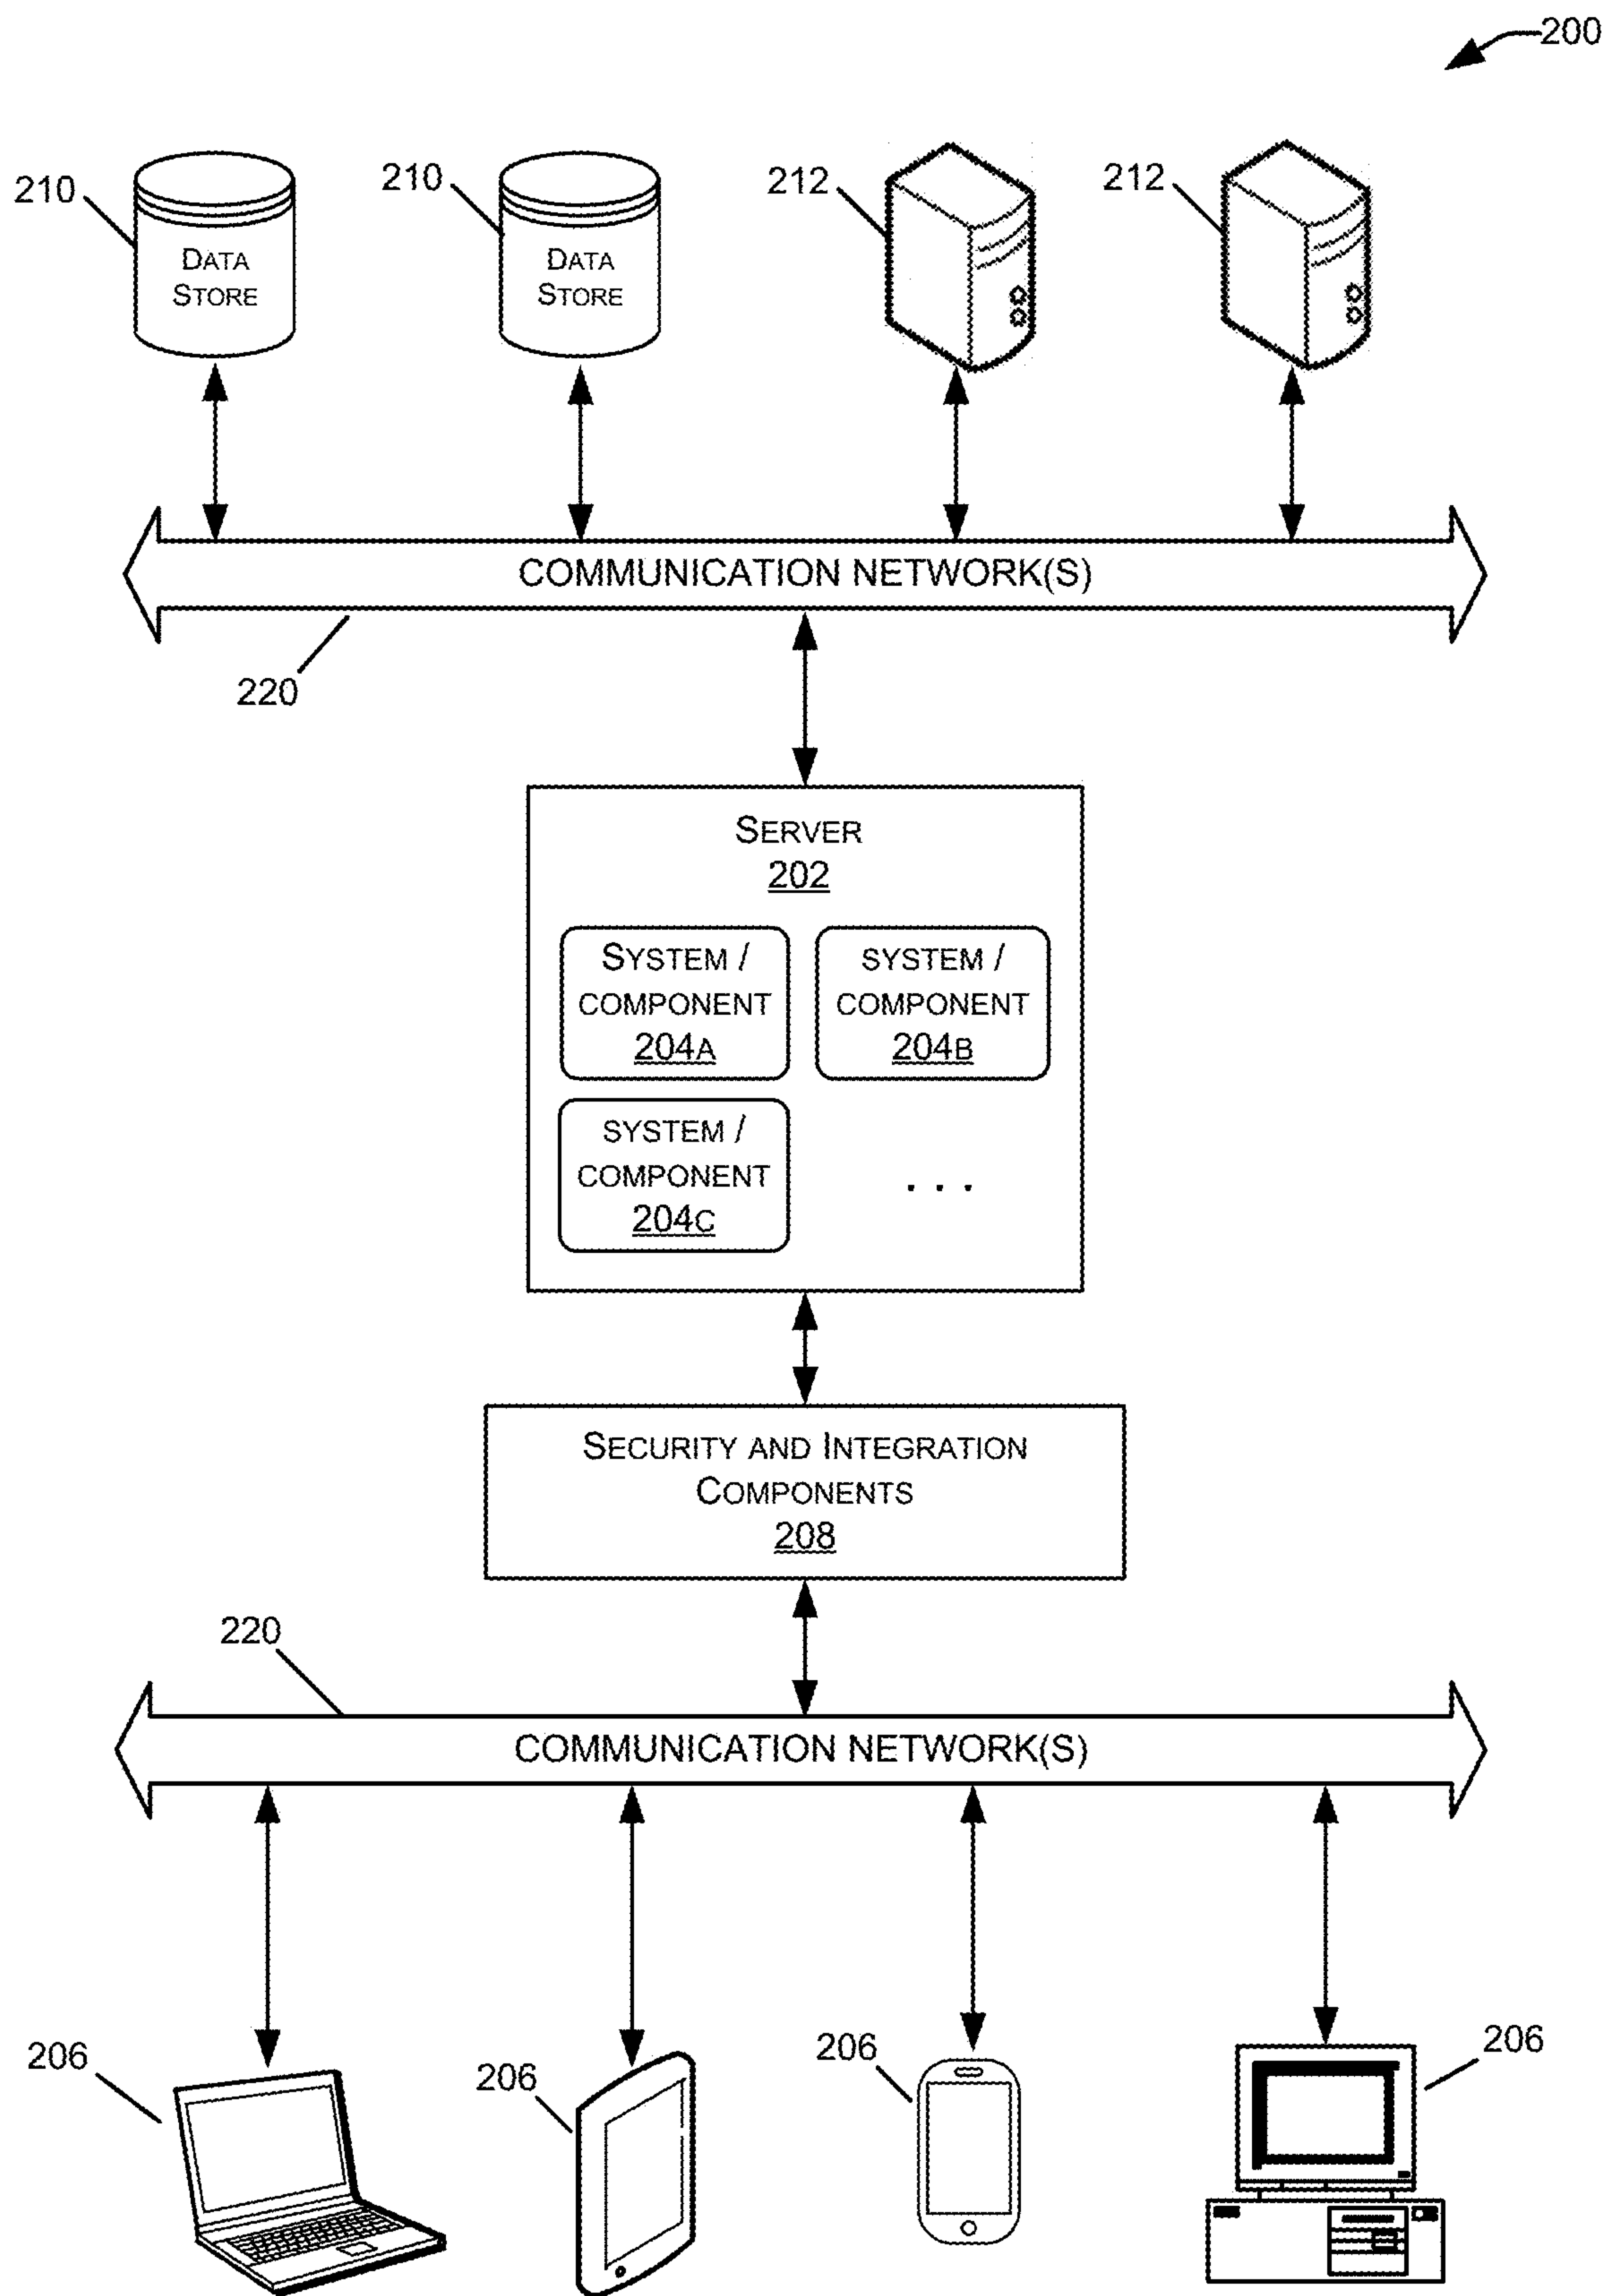 200
210
210
212
212
DATA
STORE
DATA
STORE
COMMUNICATION NETWORK(S)
220
SERVER
202
SYSTEM /
COMPONENT
204A
SYSTEM /
COMPONENT
204B
SYSTEM /
COMPONENT
204C
. . .
SECURITY AND INTEGRATION
COMPONENTS
208
220
COMMUNICATION NETWORK(S)
206
206
206
206